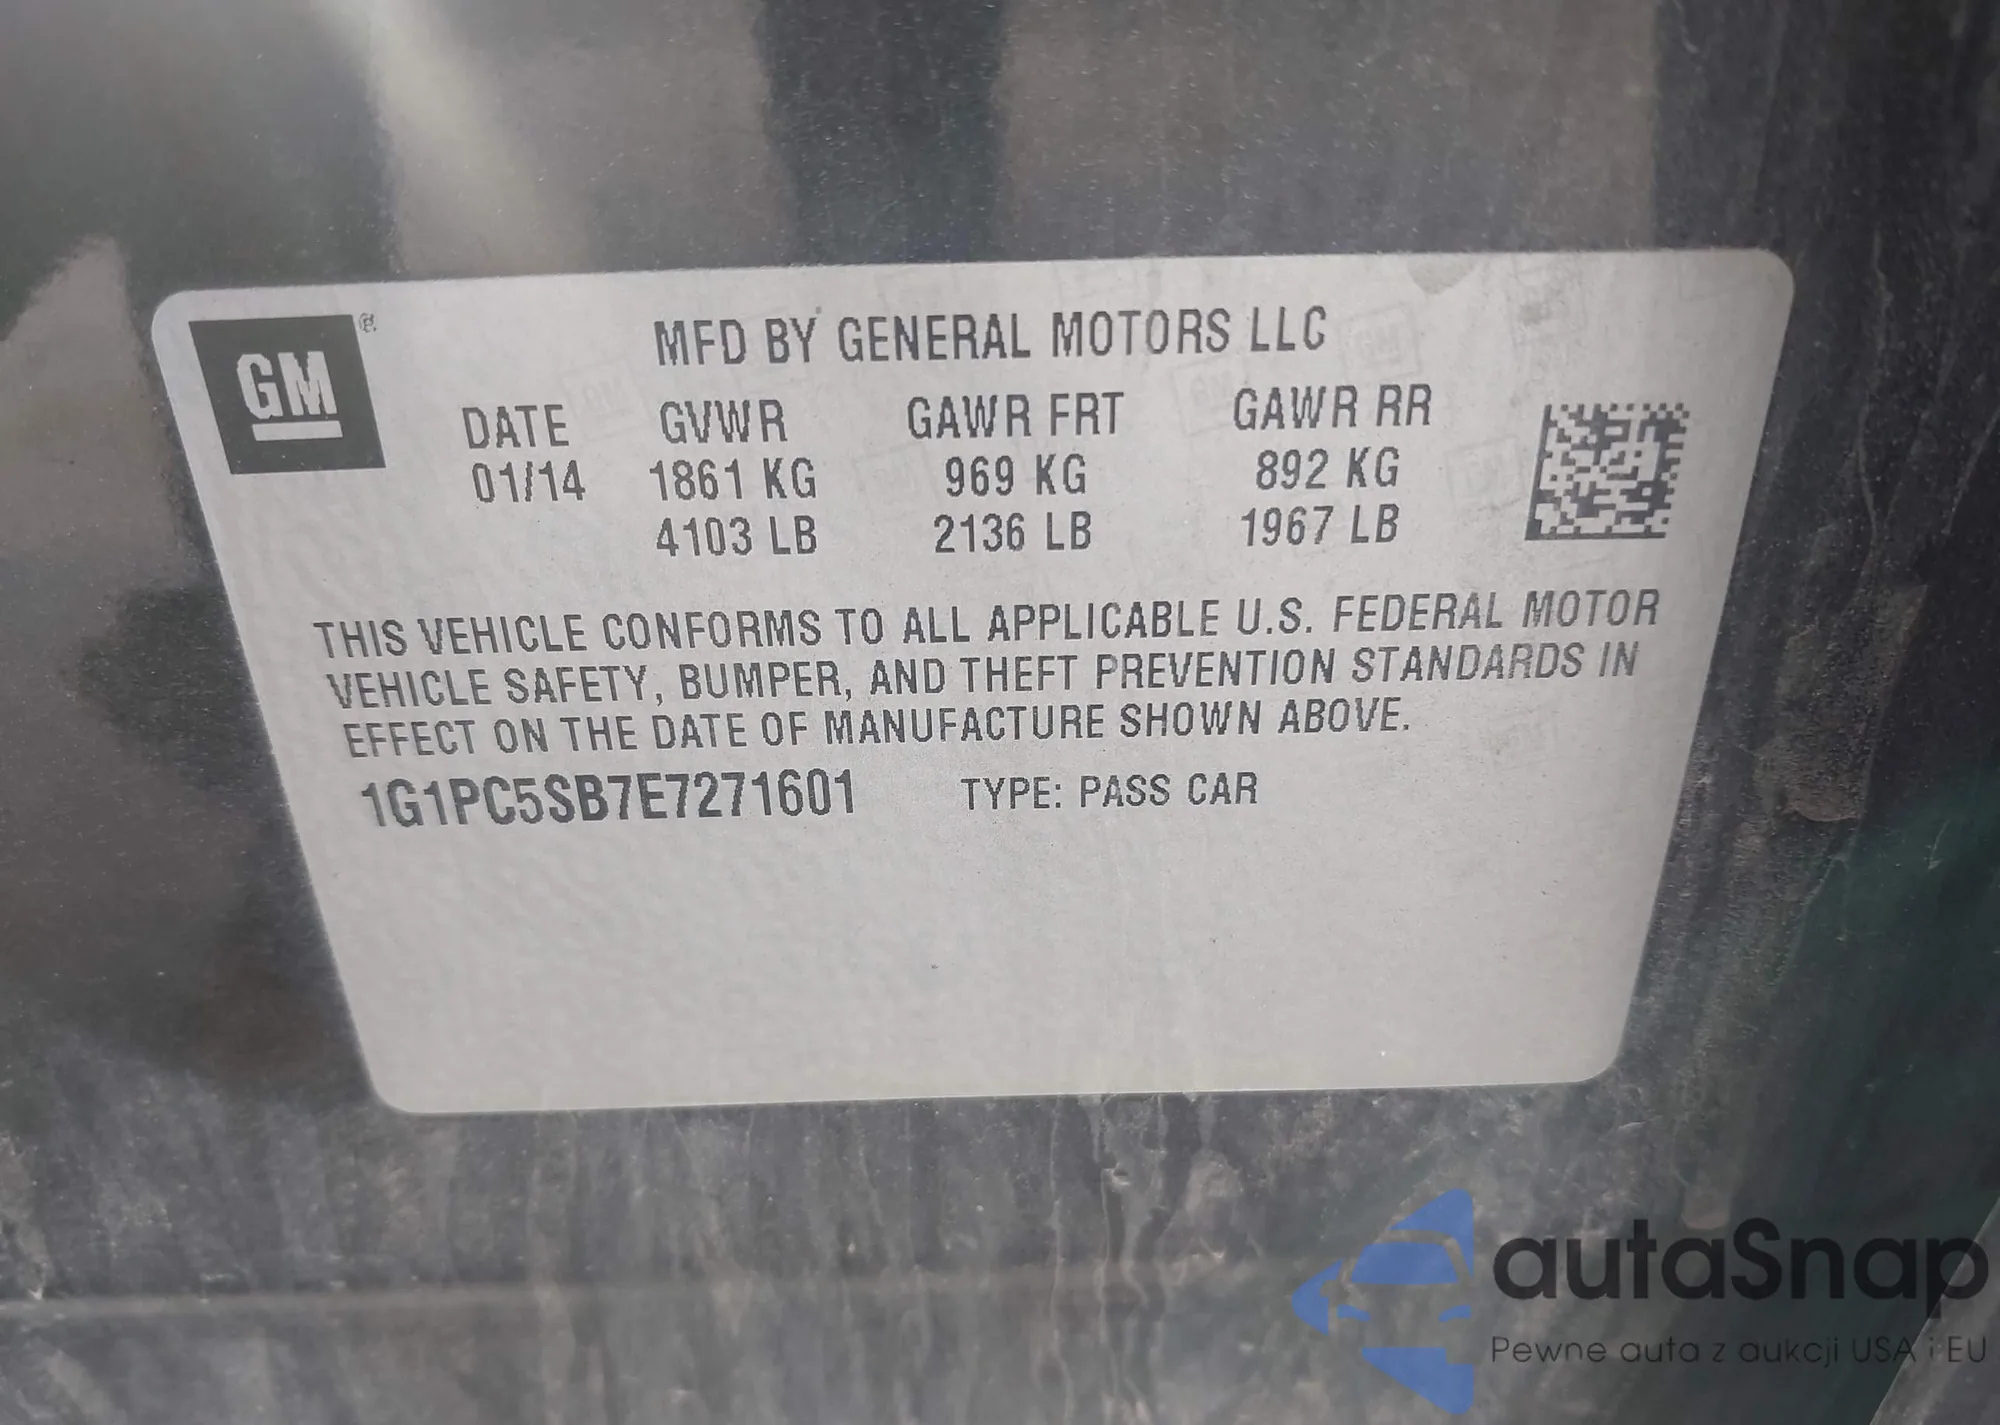 GM ®
MFD BY GENERAL MOTORS LLC
DATE GVWR GAWR FRT GAWR RR
01/14 1861 KG 969 KG 892 KG
4103 LB 2136 LB 1967 LB
THIS VEHICLE CONFORMS TO ALL APPLICABLE U.S. FEDERAL MOTOR
VEHICLE SAFETY, BUMPER, AND THEFT PREVENTION STANDARDS IN
EFFECT ON THE DATE OF MANUFACTURE SHOWN ABOVE.
1G1PC5SB7E7271601 TYPE: PASS CAR
autaSnap
Pewne auta z aukcji USA i EU